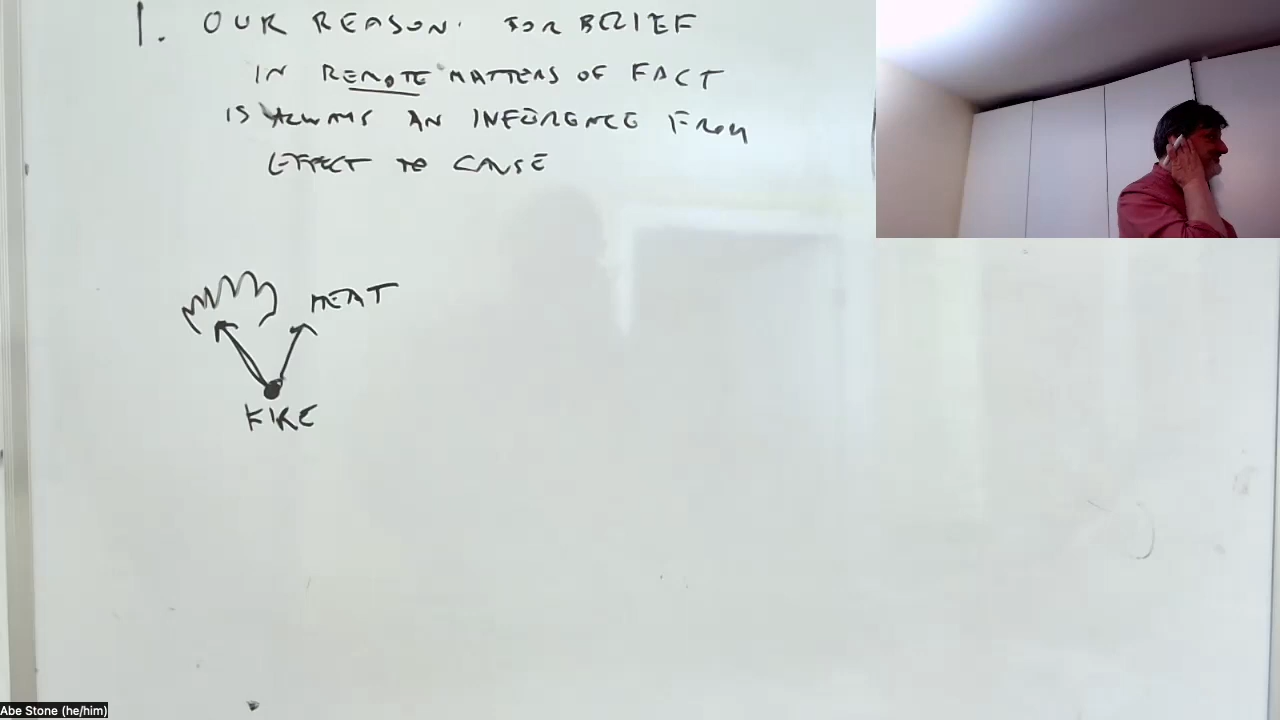 1. OUR REASON FOR BELIEF
IN REMOTE MATTERS OF FACT
IS ALWAYS AN INFERENCE FROM
EFFECT TO CAUSE
HEAT
FIRE
Abe Stone (he/him)